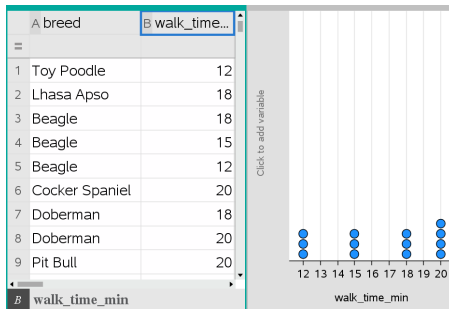 A breed B walk_time...
=
1 Toy Poodle 12
2 Lhasa Apso 18
3 Beagle 18
4 Beagle 15
5 Beagle 12
6 Cocker Spaniel 20
7 Doberman 18
8 Doberman 20
9 Pit Bull 20
B walk_time_min
Click to add variable
12 13 14 15 16 17 18 19 20
walk_time_min